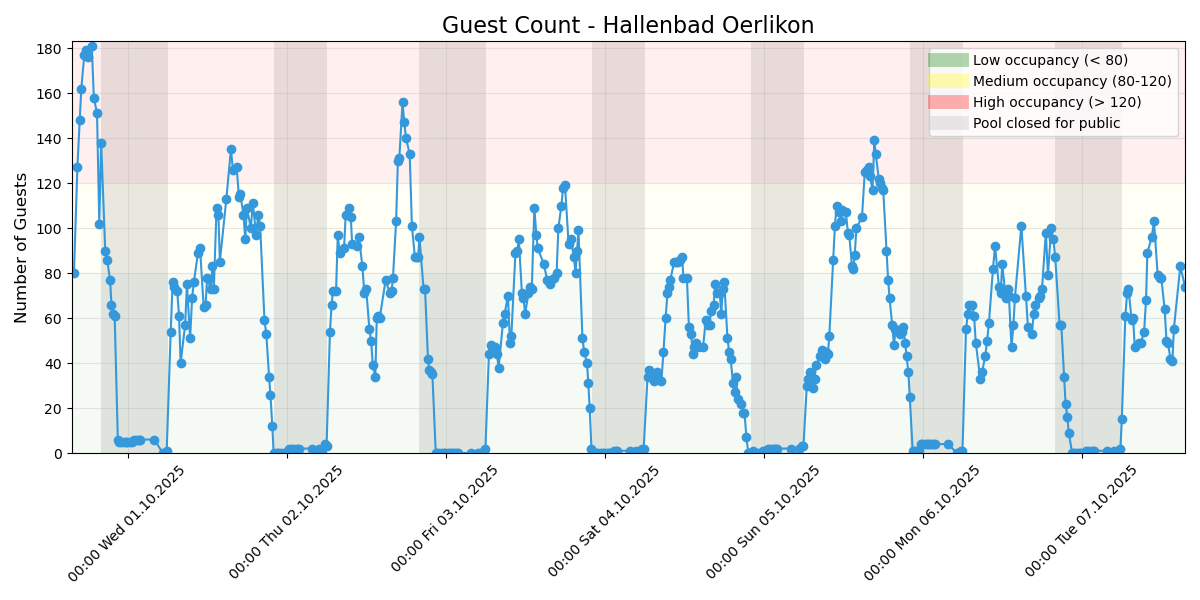 Guest Count - Hallenbad Oerlikon
Number of Guests
180
160
140
120
100
80
60
40
20
0
Low occupancy (< 80)
Medium occupancy (80-120)
High occupancy (> 120)
Pool closed for public
00:00 Wed 01.10.2025
00:00 Thu 02.10.2025
00:00 Fri 03.10.2025
00:00 Sat 04.10.2025
00:00 Sun 05.10.2025
00:00 Mon 06.10.2025
00:00 Tue 07.10.2025